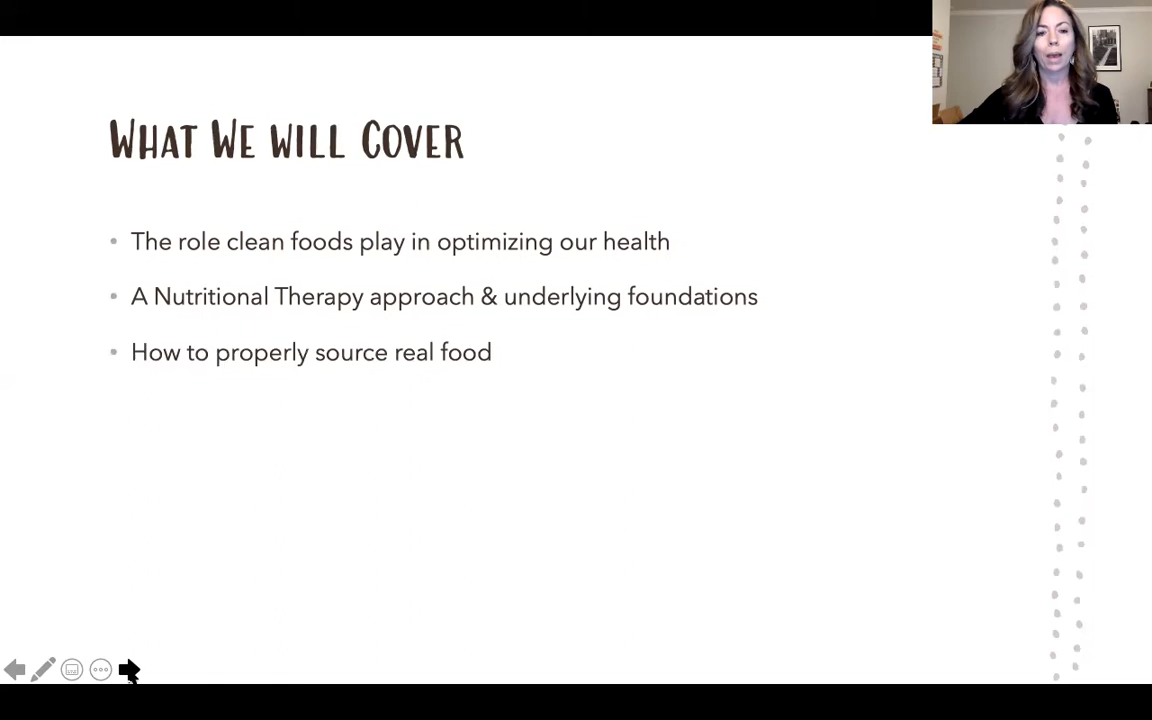 What We will Cover
• The role clean foods play in optimizing our health
• A Nutritional Therapy approach & underlying foundations
• How to properly source real food